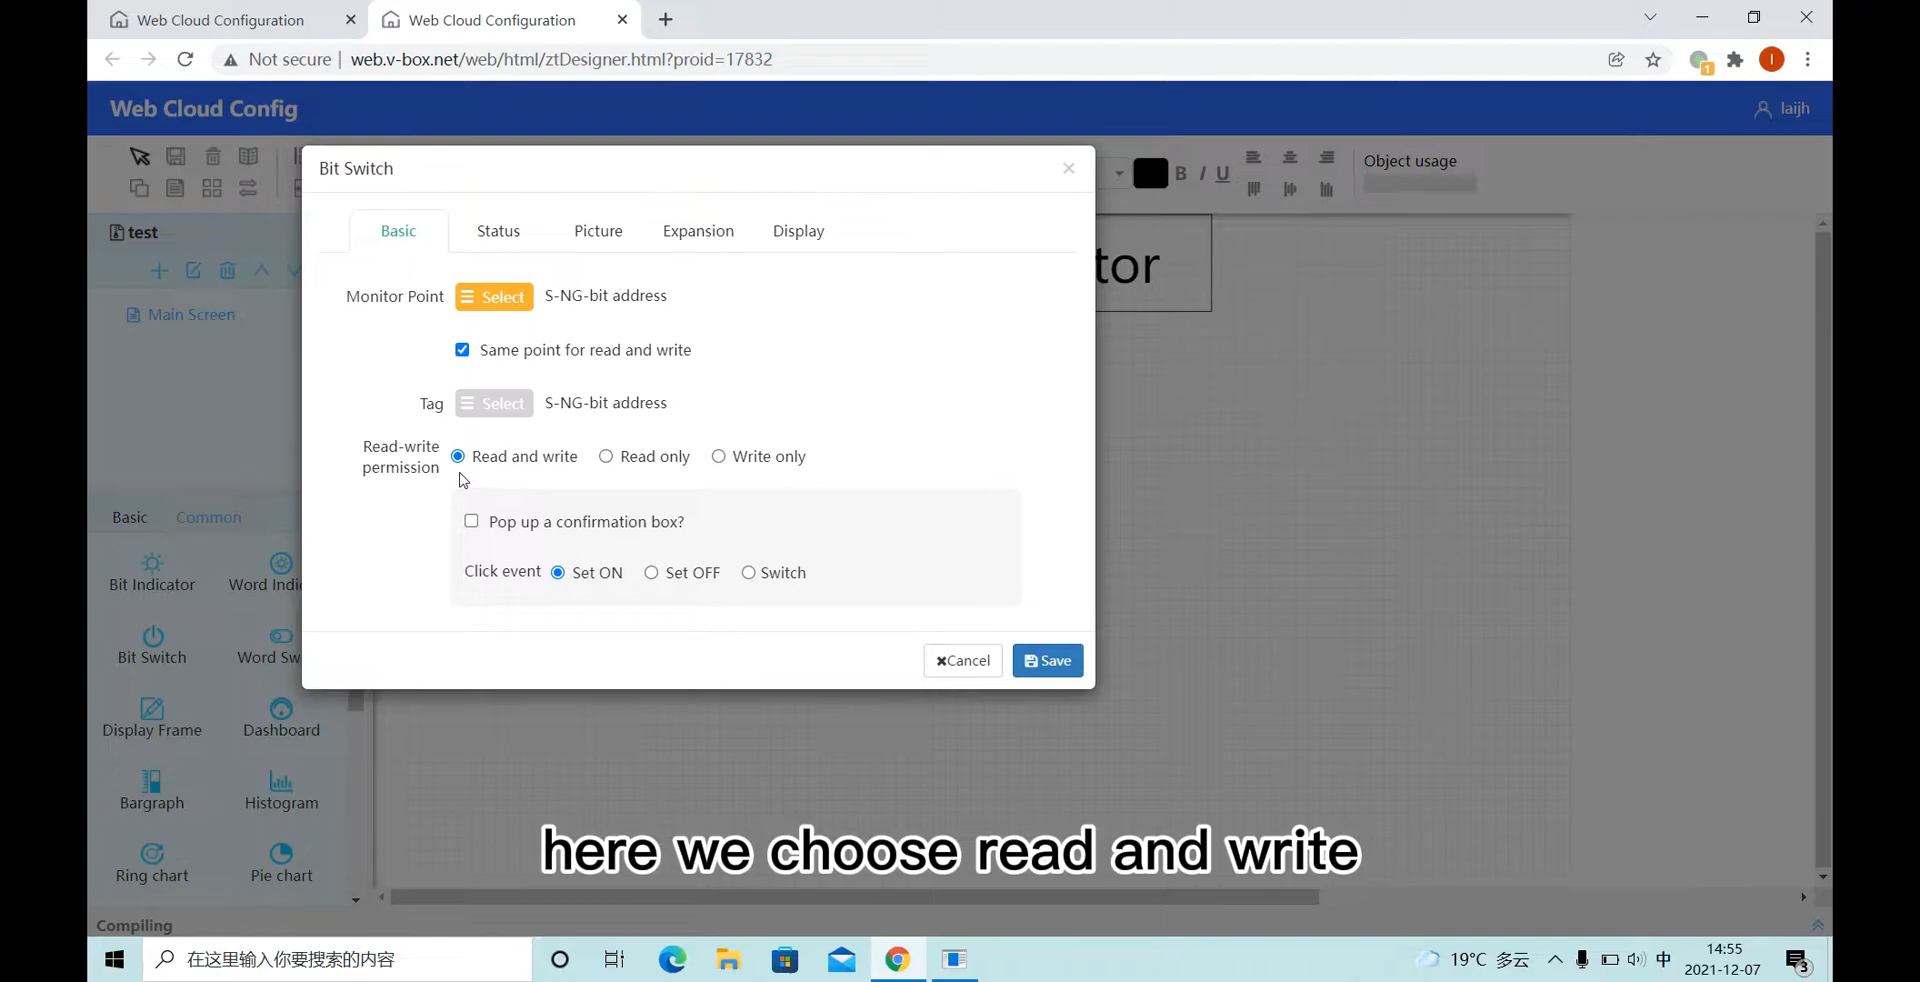 Web Cloud Configuration
Web Cloud Configuration
Not secure | web.v-box.net/web/html/ztDesigner.html?proid=17832
1
I
Web Cloud Config
laijh
B I U
Object usage
test
Main Screen
Basic Common
Bit Indicator
Bit Switch
Display Frame
Dashboard
Bargraph
Histogram
Ring chart
Pie chart
Compiling
Bit Switch
Basic Status Picture Expansion Display
Monitor Point Select S-NG-bit address
Same point for read and write
Tag Select S-NG-bit address
Read-write
permission
Read and write Read only Write only
Pop up a confirmation box?
Click event Set ON Set OFF Switch
Cancel Save
here we choose read and write
在这里输入你要搜索的内容
19°C 多云
中
14:55
2021-12-07
3